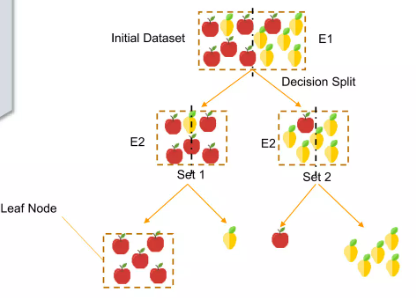 Initial Dataset
E1
Decision Split
E2
E2
Set 1
Set 2
Leaf Node